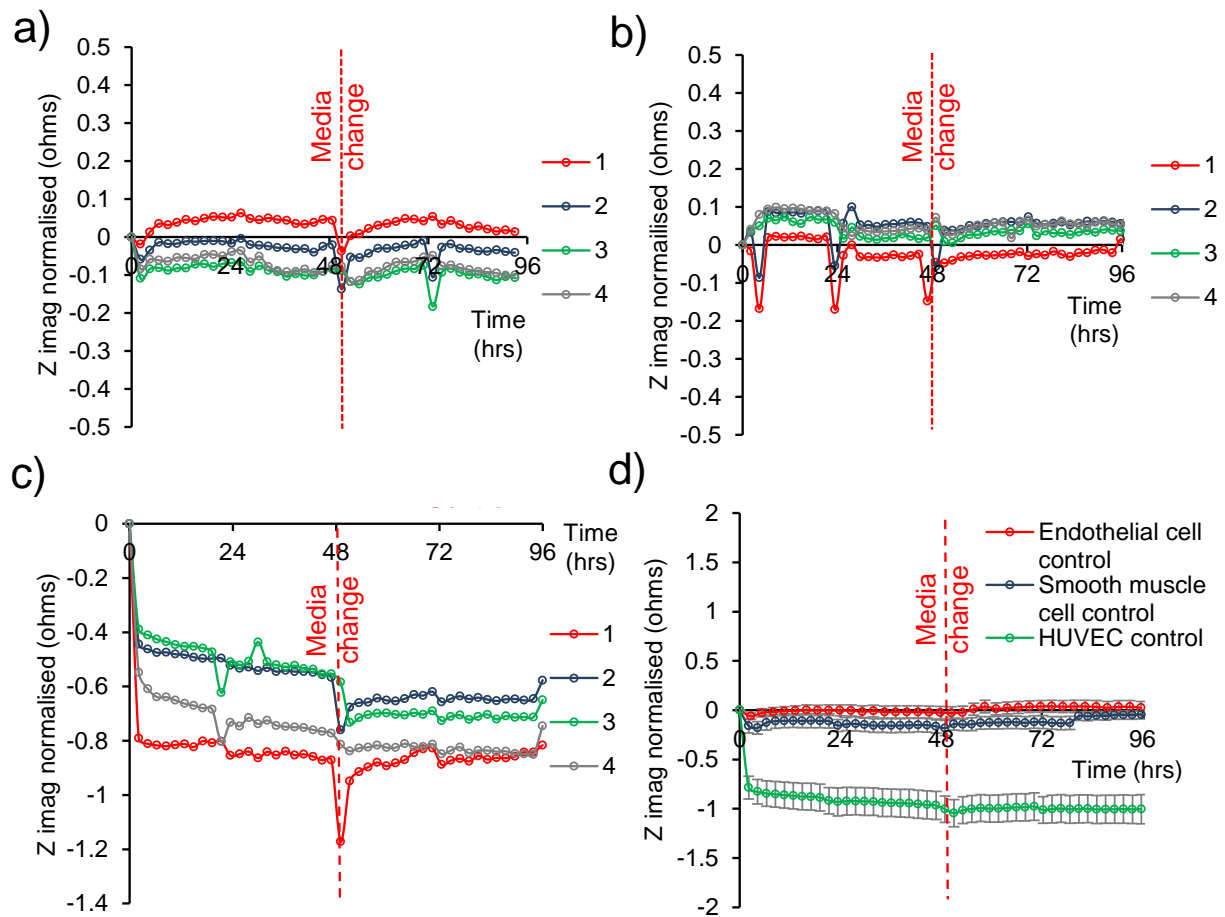 a)
0.5
0.4
0.3
0.2
0.1
0
-0.1
-0.2
-0.3
-0.4
-0.5
Z imag normalised (ohms)
0
24
48
72
96
Time
(hrs)
Media
change
1
2
3
4
b)
0.5
0.4
0.3
0.2
0.1
0
-0.1
-0.2
-0.3
-0.4
-0.5
Z imag normalised (ohms)
0
24
48
72
96
Time
(hrs)
Media
change
1
2
3
4
c)
0
-0.2
-0.4
-0.6
-0.8
-1
-1.2
-1.4
Z imag normalised (ohms)
0
24
48
72
96
Time
(hrs)
Media
change
1
2
3
4
d)
2
1.5
1
0.5
0
-0.5
-1
-1.5
-2
Z imag normalised (ohms)
0
24
48
72
96
Time (hrs)
Media
change
Endothelial cell
control
Smooth muscle
cell control
HUVEC control